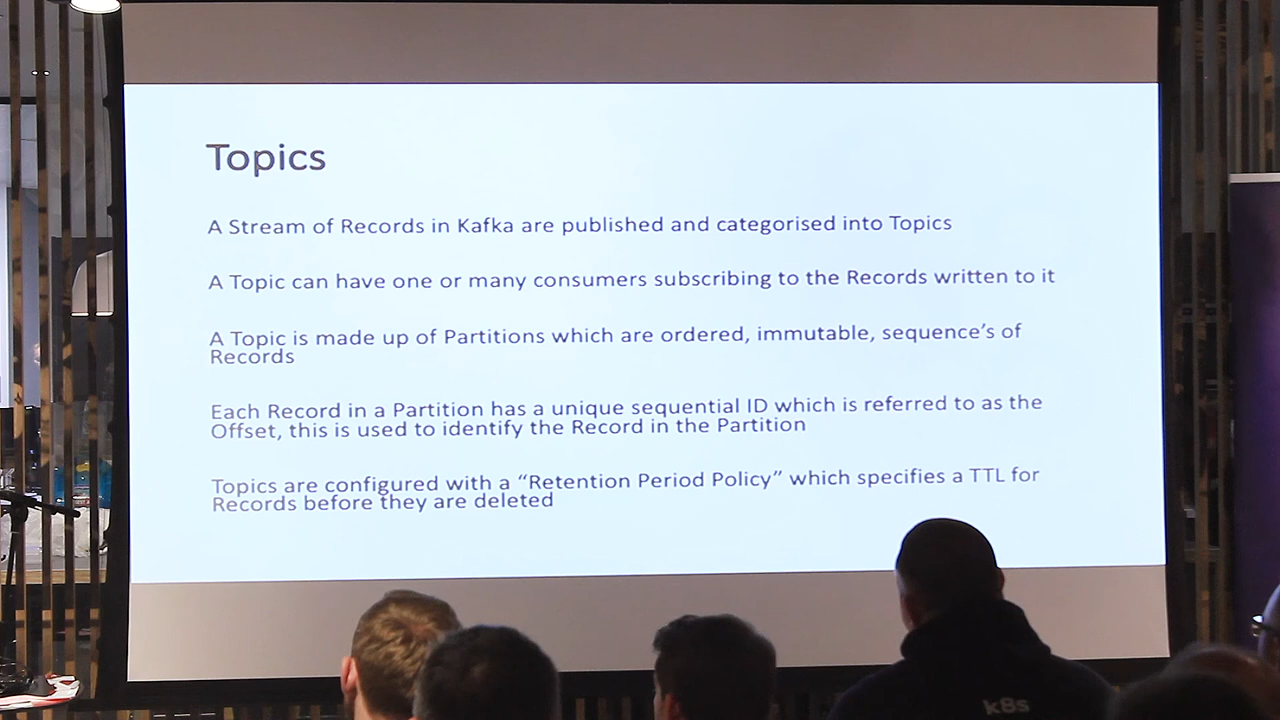 Topics
A Stream of Records in Kafka are published and categorised into Topics
A Topic can have one or many consumers subscribing to the Records written to it
A Topic is made up of Partitions which are ordered, immutable, sequence’s of
Records
Each Record in a Partition has a unique sequential ID which is referred to as the
Offset, this is used to identify the Record in the Partition
Topics are configured with a “Retention Period Policy” which specifies a TTL for
Records before they are deleted
k8s